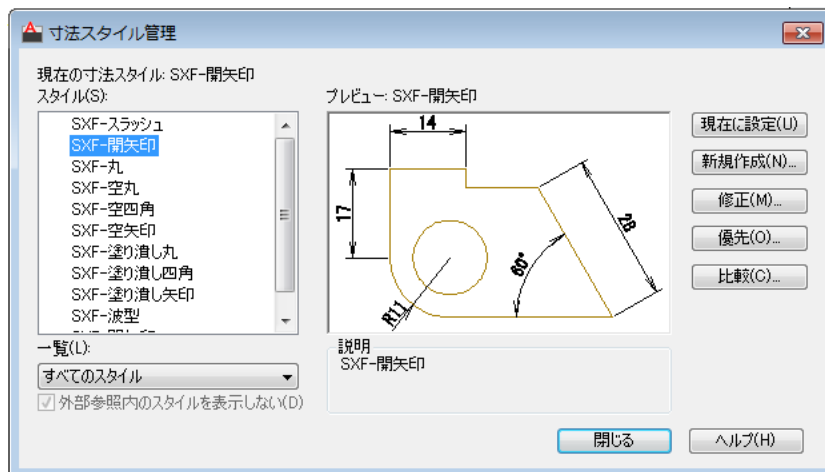 寸法スタイル管理
現在の寸法スタイル: SXF-開矢印
スタイル(S):
SXF-スラッシュ
SXF-開矢印
SXF-丸
SXF-空丸
SXF-空四角
SXF-空矢印
SXF-塗り潰し丸
SXF-塗り潰し四角
SXF-塗り潰し矢印
SXF-波型
一覧(L):
すべてのスタイル
外部参照内のスタイルを表示しない(D)
プレビュー: SXF-開矢印
14
17
28
60°
R11
説明
SXF-開矢印
現在に設定(U)
新規作成(N)...
修正(M)...
優先(O)...
比較(C)...
閉じる
ヘルプ(H)